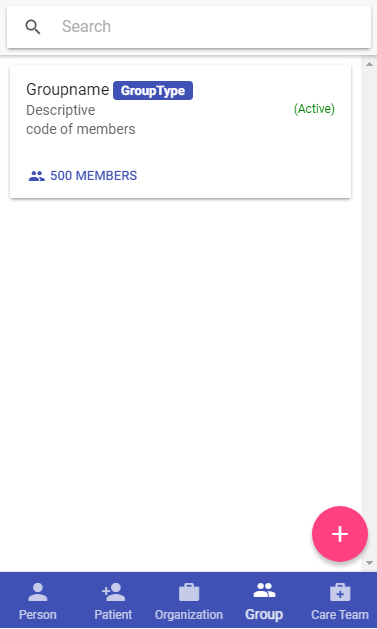 Search
Groupname GroupType
Descriptive
(Active)
code of members
500 MEMBERS
Person Patient Organization Group Care Team